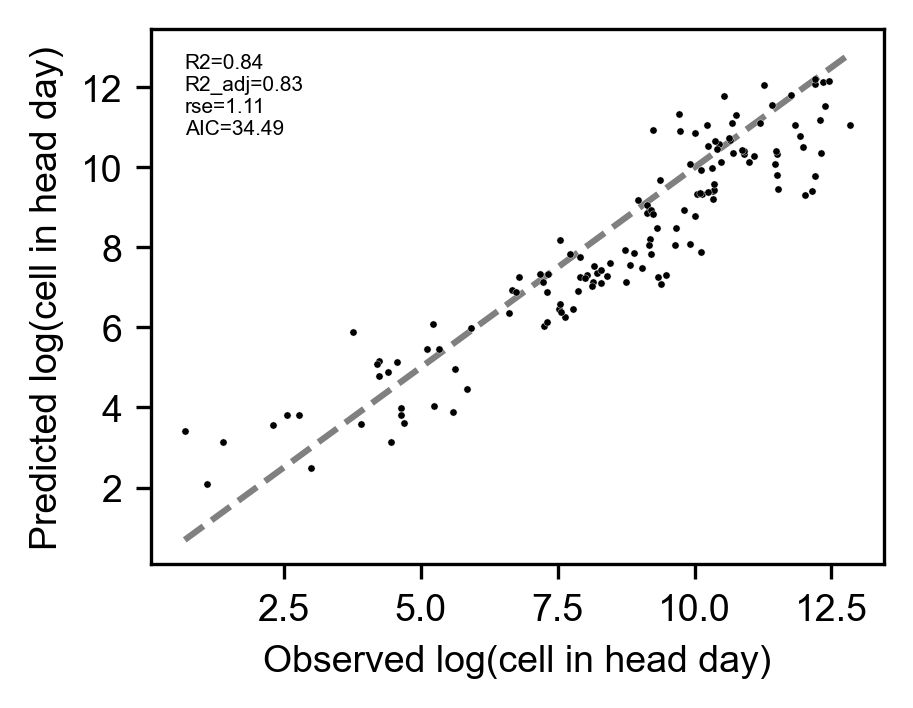 R2=0.84
R2_adj=0.83
rse=1.11
AIC=34.49
Predicted log(cell in head day)
12
10
8
6
4
2
2.5 5.0 7.5 10.0 12.5
Observed log(cell in head day)